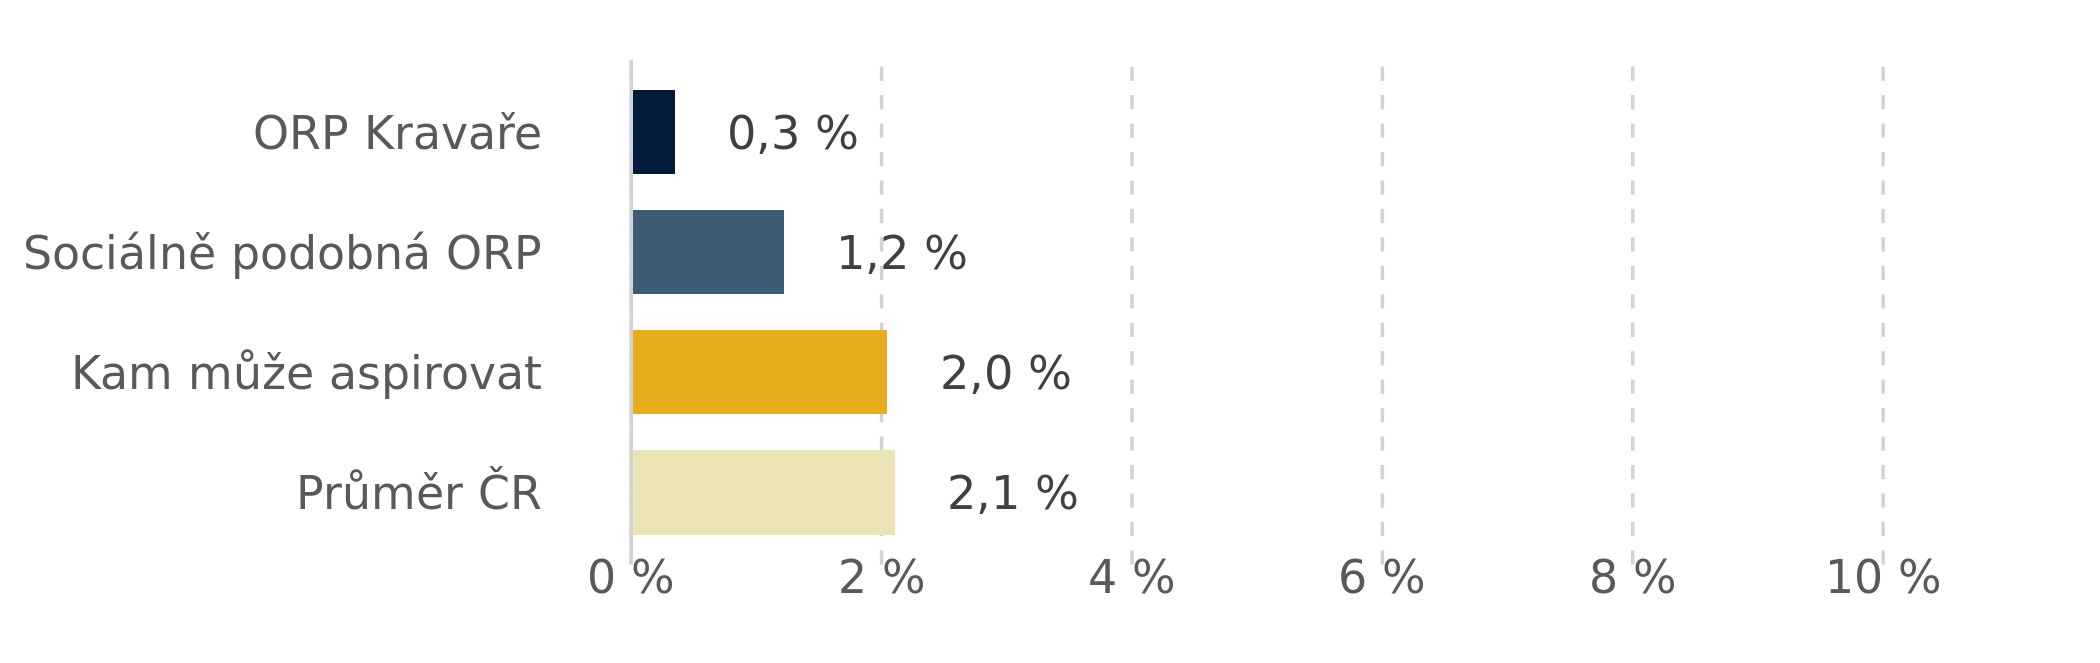 ORP Kravaře 0,3 %
Sociálně podobná ORP 1,2 %
Kam může aspirovat 2,0 %
Průměr ČR 2,1 %
0 % 2 % 4 % 6 % 8 % 10 %